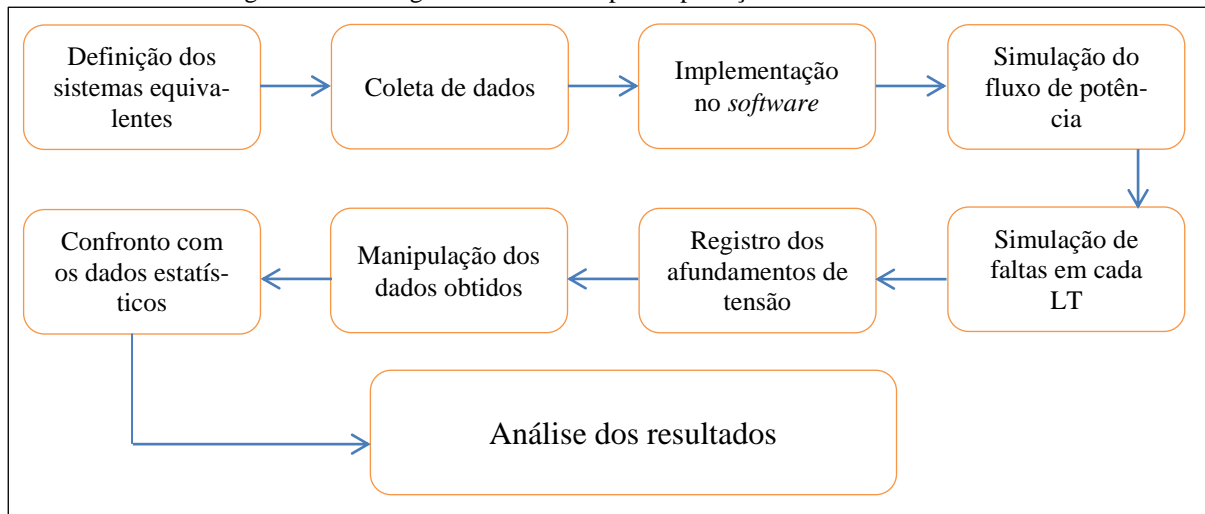 Definição dos
sistemas equiva-
lentes
Coleta de dados
Implementação
no software
Simulação do
fluxo de potên-
cia
Simulação de
faltas em cada
LT
Registro dos
afundamentos de
tensão
Manipulação dos
dados obtidos
Confronto com
os dados estatís-
ticos
Análise dos resultados